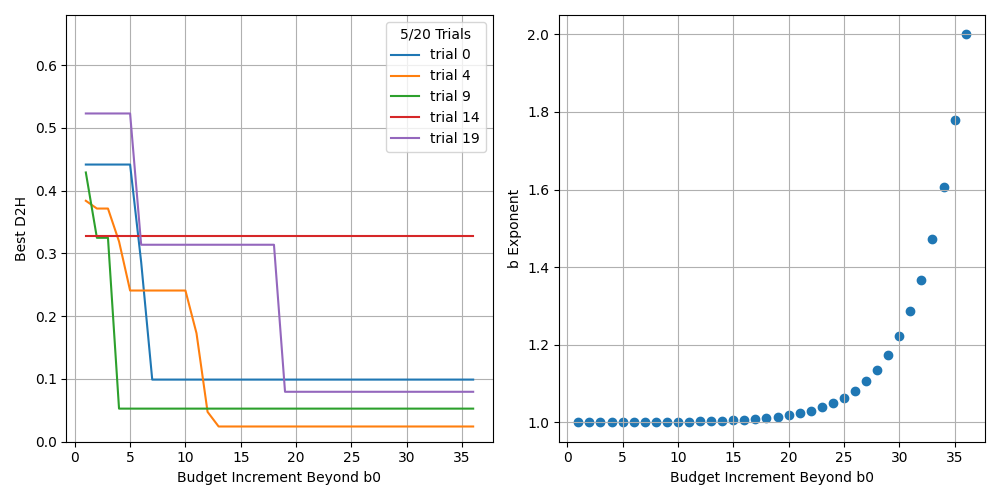 5/20 Trials
trial 0
trial 4
trial 9
trial 14
trial 19
Best D2H
0.6
0.5
0.4
0.3
0.2
0.1
0.0
0 5 10 15 20 25 30 35
Budget Increment Beyond b0
b Exponent
2.0
1.8
1.6
1.4
1.2
1.0
0 5 10 15 20 25 30 35
Budget Increment Beyond b0